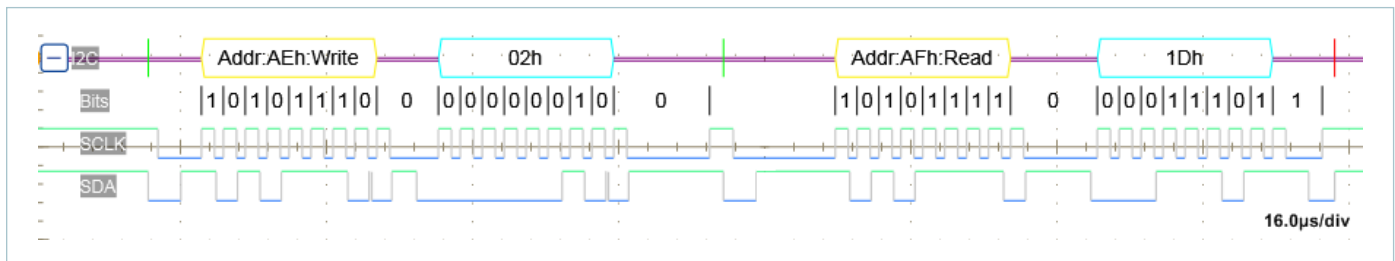 I2C Addr:AEh:Write 02h Addr:AFh:Read 1Dh
Bits 1 0 1 0 1 1 1 0 0 0 0 0 0 0 0 1 0 0 1 0 1 0 1 1 1 1 0 0 0 0 1 1 1 0 1 1
SCLK
SDA
16.0µs/div